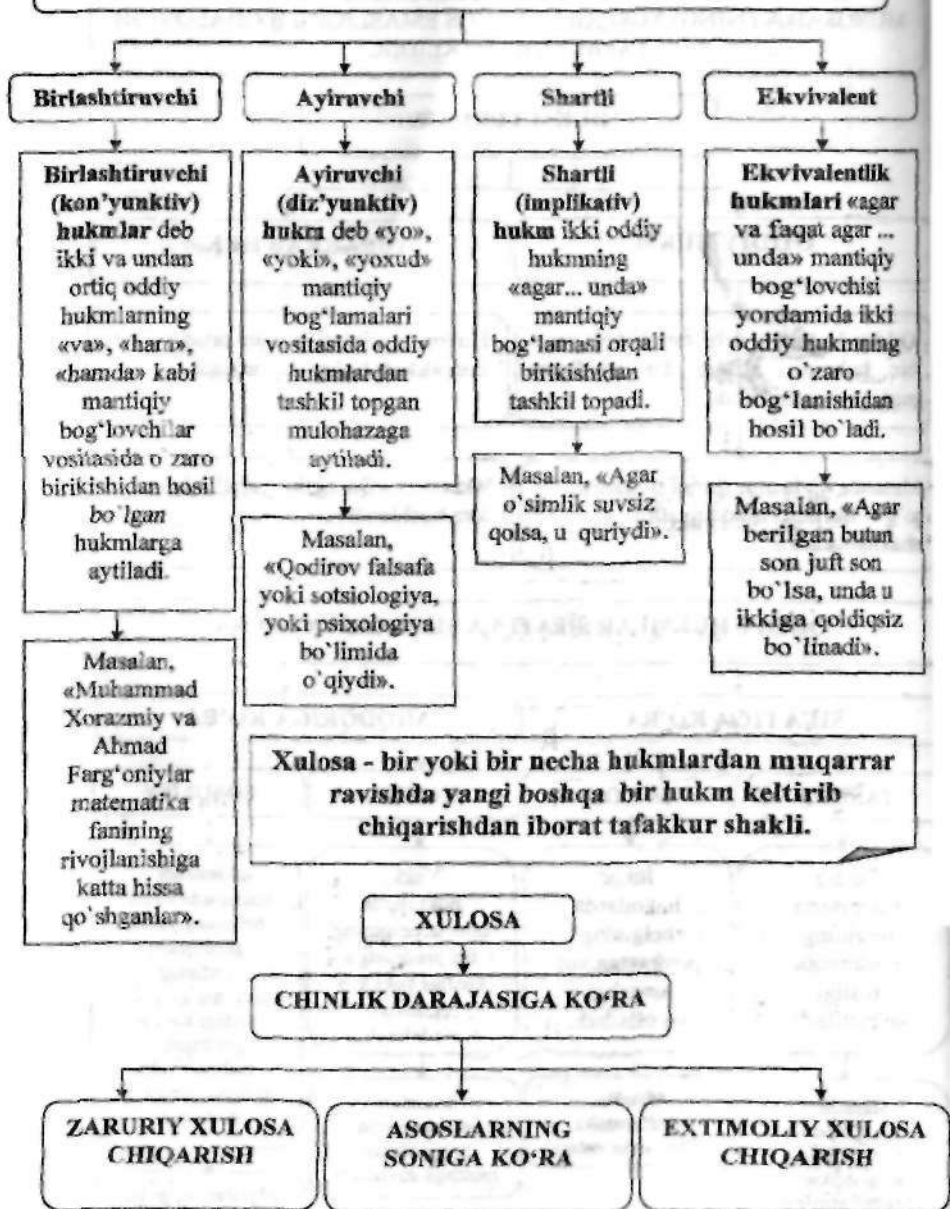 Birlashtiruvchi
Ayiruvchi
Shartli
Ekvivalent
Birlashtiruvchi
(kon’yunktiv)
hukmlar deb
ikki va undan
ortiq oddiy
hukmlarning
«va», «ham»,
«hamda» kabi
mantiqiy
bog‘lovchilar
vositasida o`zaro
birikishidan hosil
bo`lgan
hukmlarga
aytiladi.
Masalan,
«Muhammad
Xorazmiy va
Ahmad
Farg‘oniylar
matematika
fanining
rivojlanishiga
katta hissa
qo`shganlar».
Ayiruvchi
(diz’yunktiv)
hukm deb «yo»,
«yoki», «yoxud»
mantiqiy
bog‘lamalari
vositasida oddiy
hukmlardan
tashkil topgan
mulohazaga
aytiladi.
Masalan,
«Qodirov falsafa
yoki sotsiologiya,
yoki psixologiya
bo`limida
o`qiydi».
Shartli
(implikativ)
hukm ikki oddiy
hukmning
«agar... unda»
mantiqiy
bog‘lamasi orqali
birikishidan
tashkil topadi.
Masalan, «Agar
o`simlik suvsiz
qolsa, u quriydi».
Ekvivalentlik
hukmlari «agar
va faqat agar ...
unda» mantiqiy
bog‘lovchisi
yordamida ikki
oddiy hukmning
o`zaro
bog‘lanishidan
hosil bo`ladi.
Masalan, «Agar
berilgan butun
son juft son
bo`lsa, unda u
ikkiga qoldiqsiz
bo`linadi».
Xulosa - bir yoki bir necha hukmlardan muqarrar
ravishda yangi boshqa bir hukm keltirib
chiqarishdan iborat tafakkur shakli.
XULOSA
CHINLIK DARAJASIGA KO‘RA
ZARURIY XULOSA
CHIQARISH
ASOSLARNING
SONIGA KO‘RA
EXTIMOLIY XULOSA
CHIQARISH